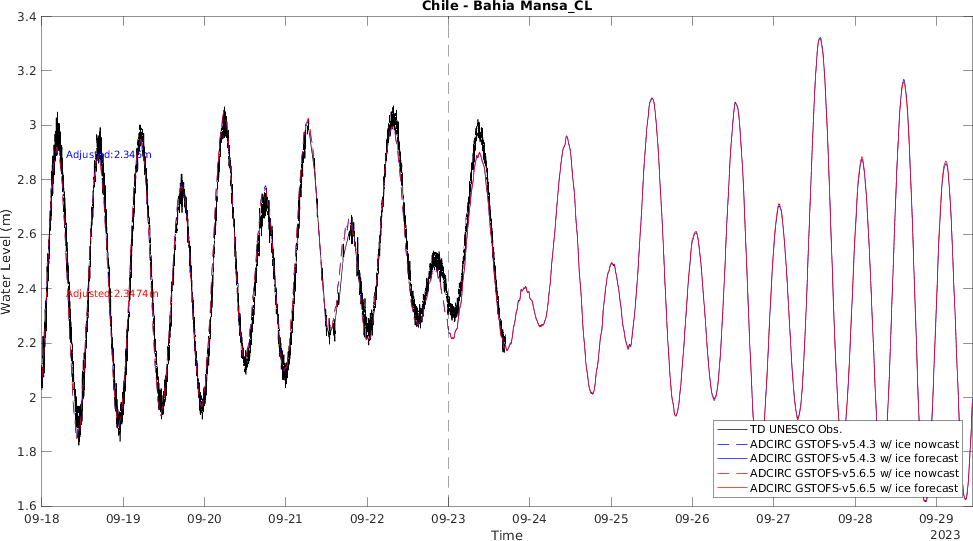 Chile - Bahia Mansa_CL
Water Level (m)
3.4
3.2
3
2.8
2.6
2.4
2.2
2
1.8
1.6
Adjusted:2.346m
Adjusted:2.3474m
TD UNESCO Obs.
ADCIRC GSTOFS-v5.4.3 w/ ice nowcast
ADCIRC GSTOFS-v5.4.3 w/ ice forecast
ADCIRC GSTOFS-v5.6.5 w/ ice nowcast
ADCIRC GSTOFS-v5.6.5 w/ ice forecast
09-18 09-19 09-20 09-21 09-22 09-23 09-24 09-25 09-26 09-27 09-28 09-29
Time
2023